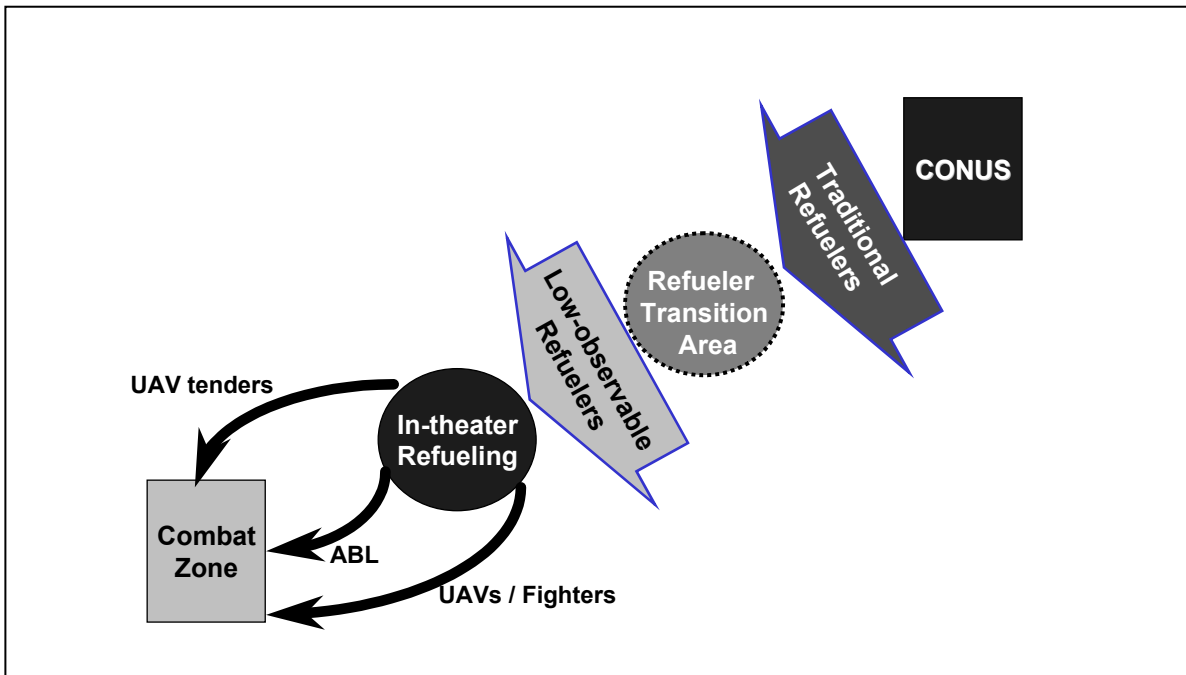 CONUS
Traditional
Refuelers
Refueler
Transition
Area
Low-observable
Refuelers
UAV tenders
In-theater
Refueling
Combat
Zone
ABL
UAVs / Fighters